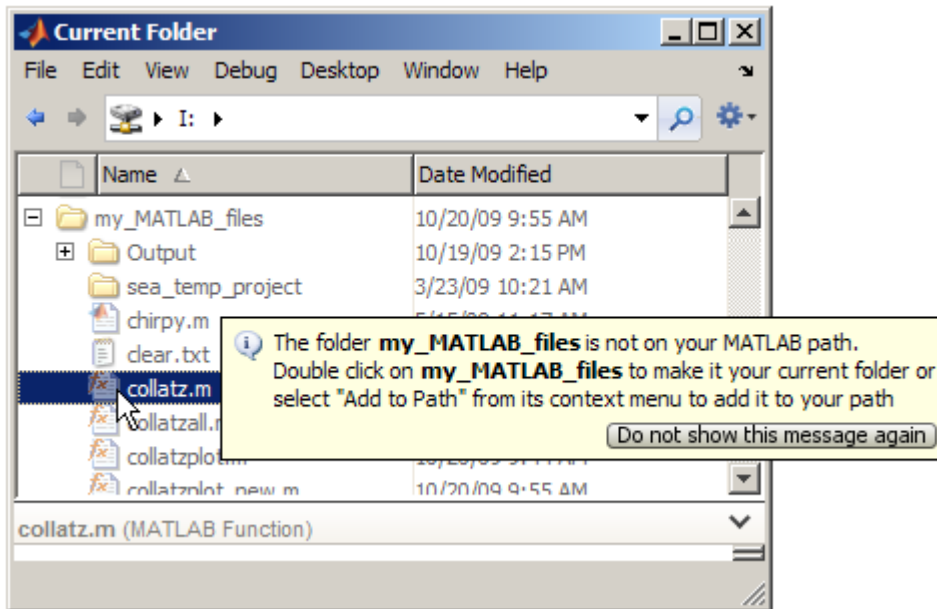 Current Folder
File Edit View Debug Desktop Window Help
I:
Name Date Modified
my_MATLAB_files 10/20/09 9:55 AM
Output 10/19/09 2:15 PM
sea_temp_project 3/23/09 10:21 AM
chirpy.m
The folder my_MATLAB_files is not on your MATLAB path.
clear.txt
Double click on my_MATLAB_files to make it your current folder or
collatz.m
select "Add to Path" from its context menu to add it to your path
Do not show this message again
collatzplot_new.m 10/20/09 9:55 AM
collatz.m (MATLAB Function)